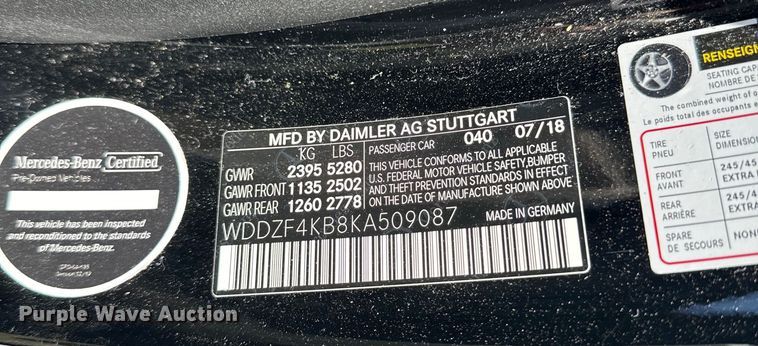 Mercedes-Benz Certified
Pre-Owned Vehicles
This vehicle has been inspected
and reconditioned to the standards
of Mercedes-Benz.
MFD BY DAIMLER AG STUTTGART
KG LBS PASSENGER CAR 040 07/18
GVWR 2395 5280
GAWR FRONT 1135 2502
GAWR REAR 1260 2778
THIS VEHICLE CONFORMS TO ALL APPLICABLE
U.S. FEDERAL MOTOR VEHICLE SAFETY, BUMPER
AND THEFT PREVENTION STANDARDS IN EFFECT
ON THE DATE OF MANUFACTURE SHOWN ABOVE
WDDZF4KB8KA509087
MADE IN GERMANY
RENSEIGN
SEATING CAP
NOMBRE DE
The combined weight of o
Le poids total des occupants e
TIRE
PNEU
SIZE
DIMENSION
FRONT
AVANT
245/45
EXTRA
REAR
ARRIÈRE
245/4
EXTRA
SPARE
DE SECOURS
NON
Purple Wave Auction